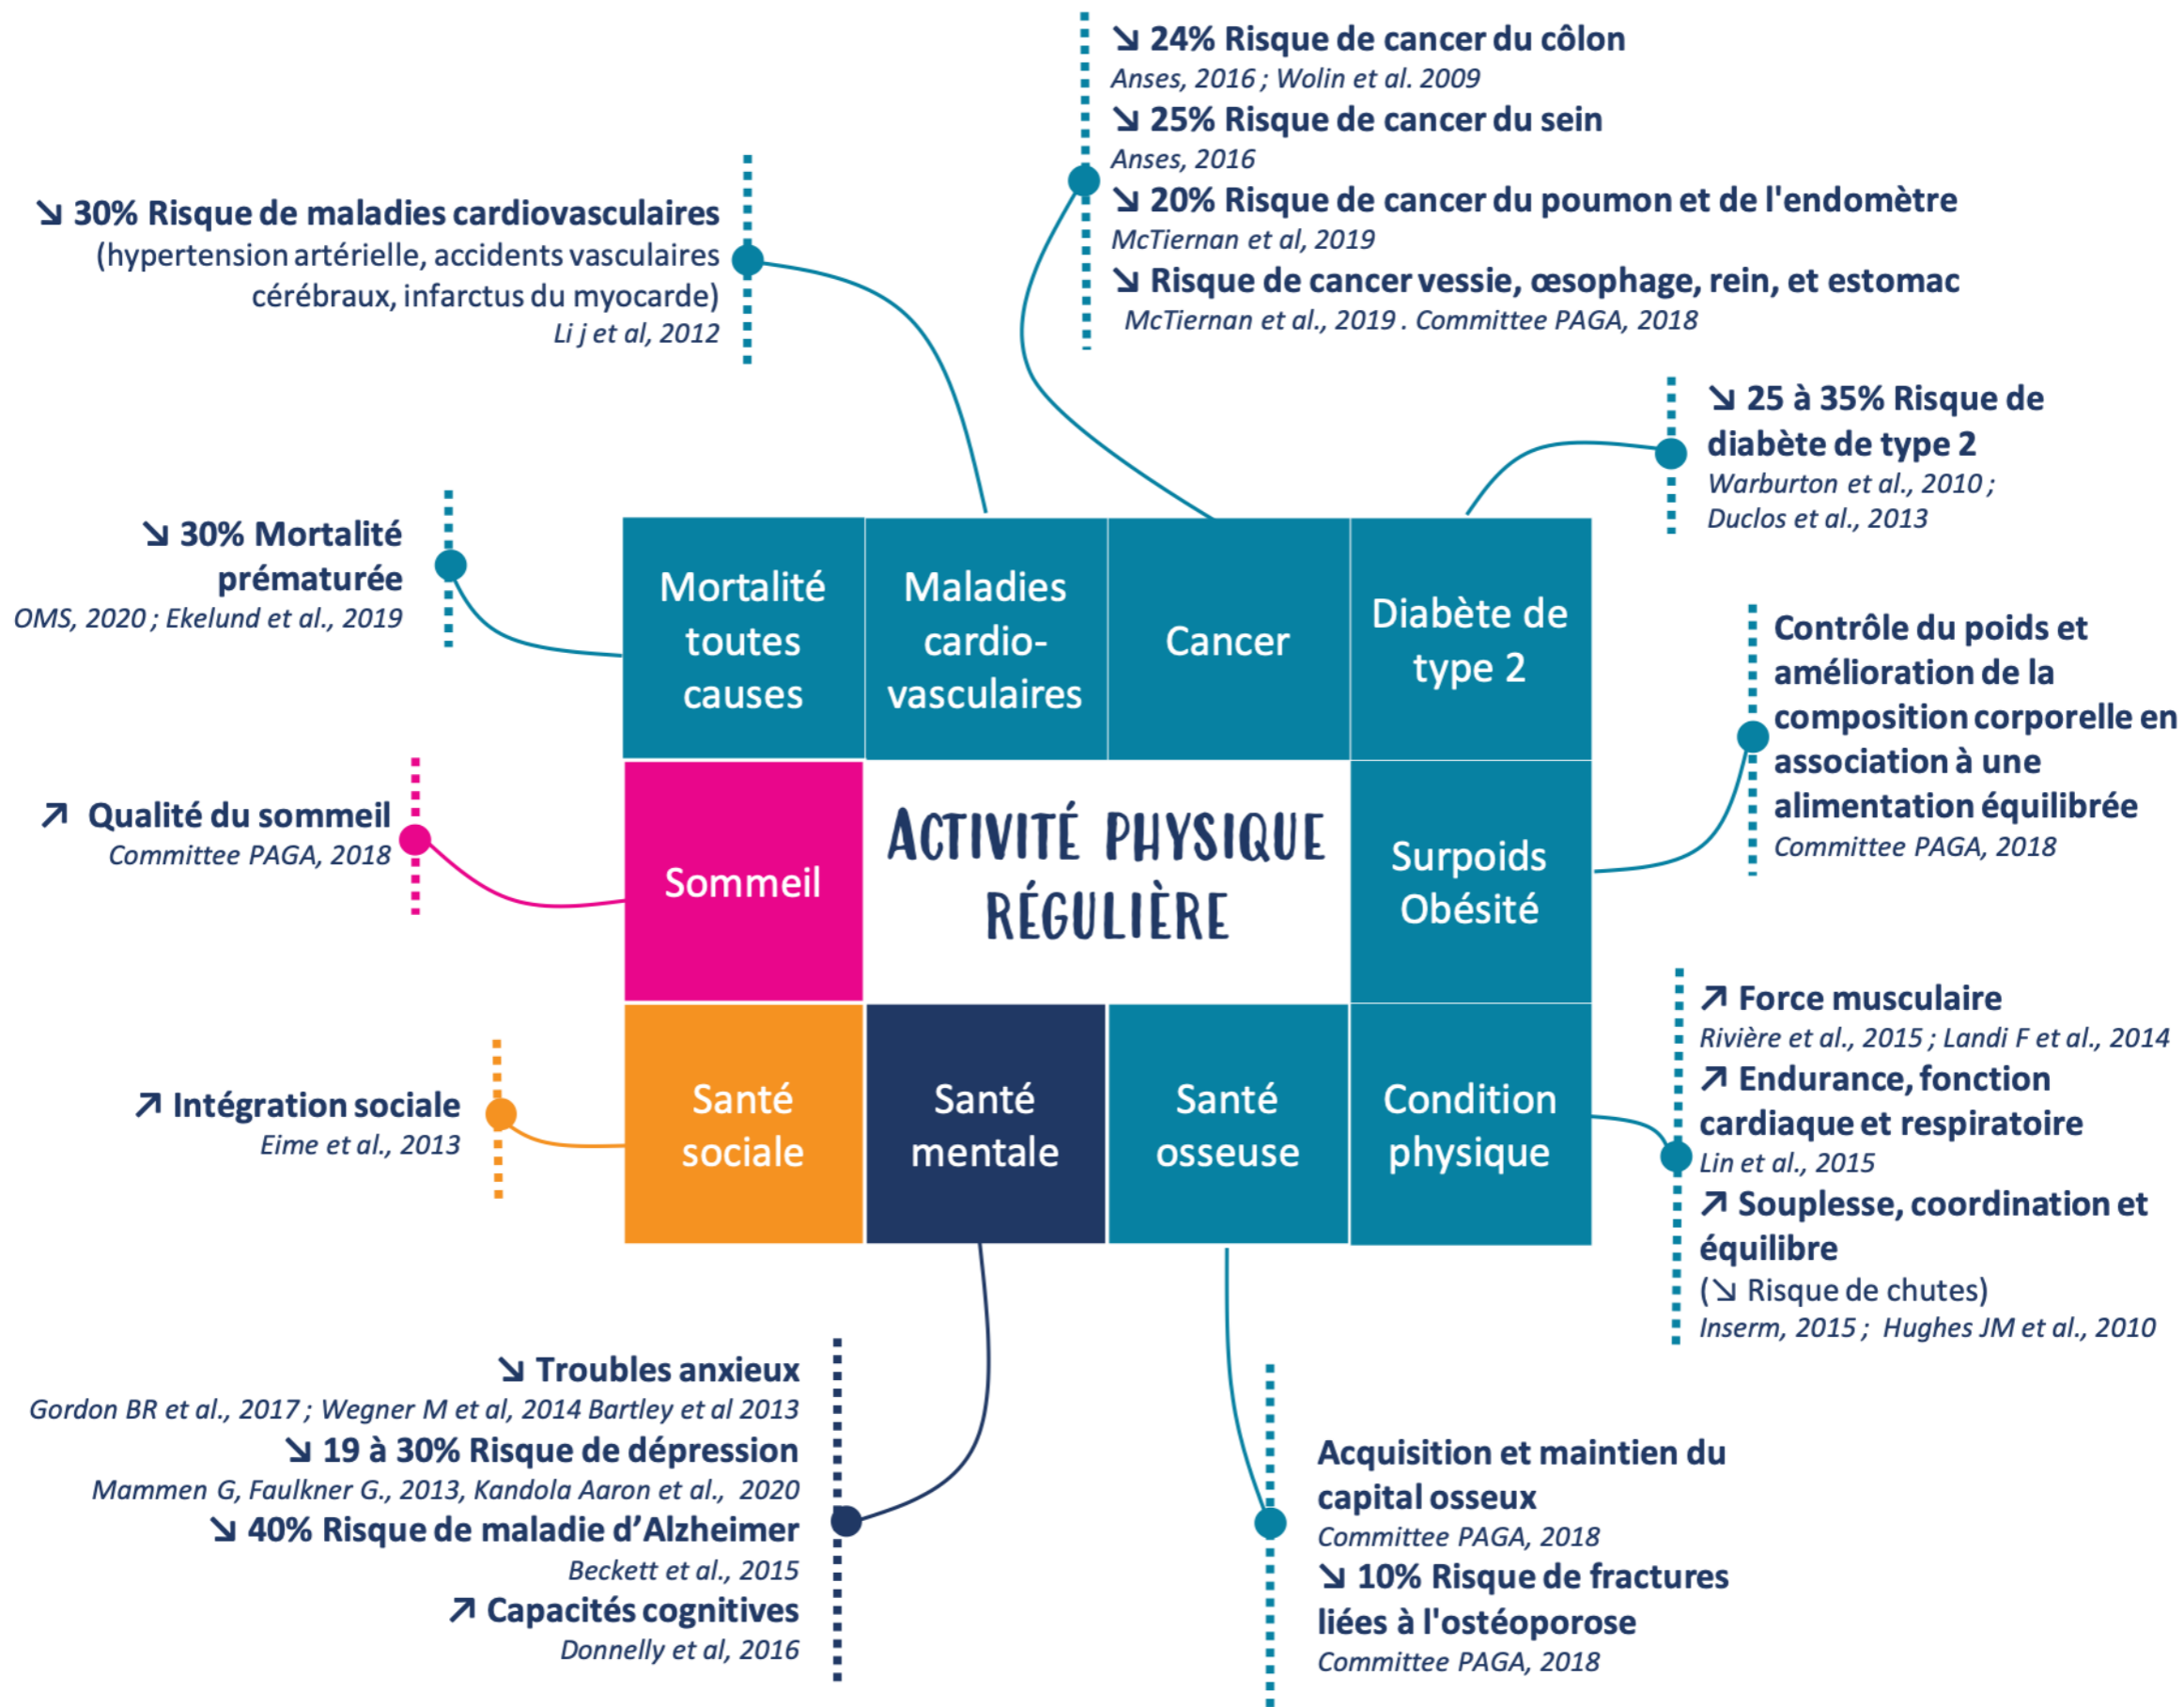 ↘ 24% Risque de cancer du côlon
Anses, 2016 ; Wolin et al. 2009
↘ 25% Risque de cancer du sein
Anses, 2016
↘ 20% Risque de cancer du poumon et de l'endomètre
McTiernan et al, 2019
↘ Risque de cancer vessie, œsophage, rein, et estomac
McTiernan et al., 2019 . Committee PAGA, 2018
↘ 30% Risque de maladies cardiovasculaires
(hypertension artérielle, accidents vasculaires
cérébraux, infarctus du myocarde)
Li j et al, 2012
↘ 25 à 35% Risque de
diabète de type 2
Warburton et al., 2010 ;
Duclos et al., 2013
↘ 30% Mortalité
prématurée
OMS, 2020 ; Ekelund et al., 2019
Mortalité
toutes
causes
Maladies
cardio-
vasculaires
Cancer
Diabète de
type 2
Contrôle du poids et
amélioration de la
composition corporelle en
association à une
alimentation équilibrée
Committee PAGA, 2018
↗ Qualité du sommeil
Committee PAGA, 2018
Sommeil
ACTIVITÉ PHYSIQUE
RÉGULIÈRE
Surpoids
Obésité
↗ Intégration sociale
Eime et al., 2013
Santé
sociale
Santé
mentale
Santé
osseuse
Condition
physique
↗ Force musculaire
Rivière et al., 2015 ; Landi F et al., 2014
↗ Endurance, fonction
cardiaque et respiratoire
Lin et al., 2015
↗ Souplesse, coordination et
équilibre
(↘ Risque de chutes)
Inserm, 2015 ; Hughes JM et al., 2010
↘ Troubles anxieux
Gordon BR et al., 2017 ; Wegner M et al, 2014 Bartley et al 2013
↘ 19 à 30% Risque de dépression
Mammen G, Faulkner G., 2013, Kandola Aaron et al., 2020
↘ 40% Risque de maladie d’Alzheimer
Beckett et al., 2015
↗ Capacités cognitives
Donnelly et al, 2016
Acquisition et maintien du
capital osseux
Committee PAGA, 2018
↘ 10% Risque de fractures
liées à l'ostéoporose
Committee PAGA, 2018